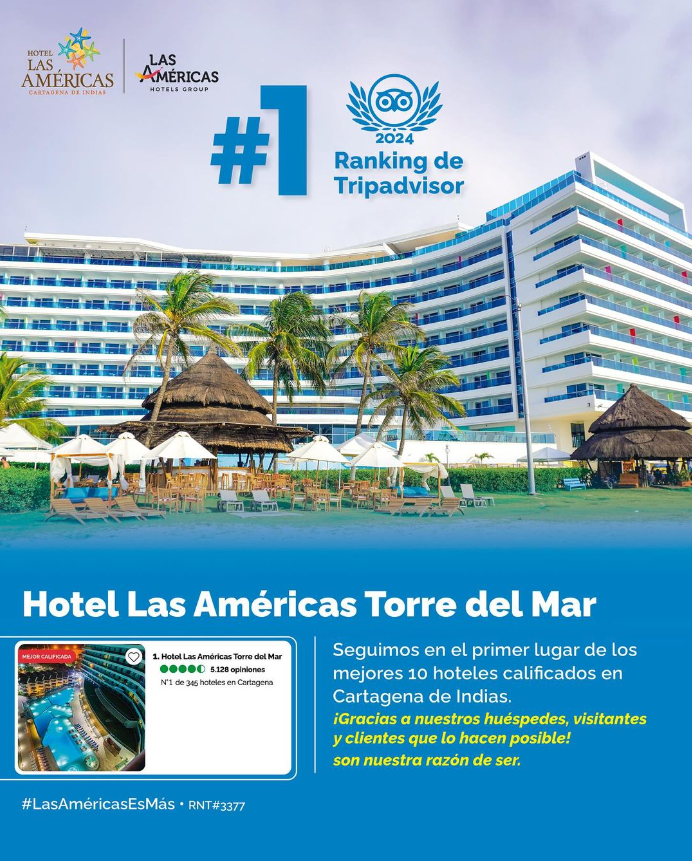 HOTEL
LAS
AMÉRICAS
CARTAGENA DE INDIAS
LAS
AMÉRICAS
HOTELS GROUP
#1
2024
Ranking de
Tripadvisor
Hotel Las Américas Torre del Mar
MEJOR CALIFICADA
1. Hotel Las Américas Torre del Mar
5.128 opiniones
N°1 de 345 hoteles en Cartagena
Seguimos en el primer lugar de los
mejores 10 hoteles calificados en
Cartagena de Indias.
¡Gracias a nuestros huéspedes, visitantes
y clientes que lo hacen posible!
son nuestra razón de ser.
#LasAméricasEsMás • RNT#3377